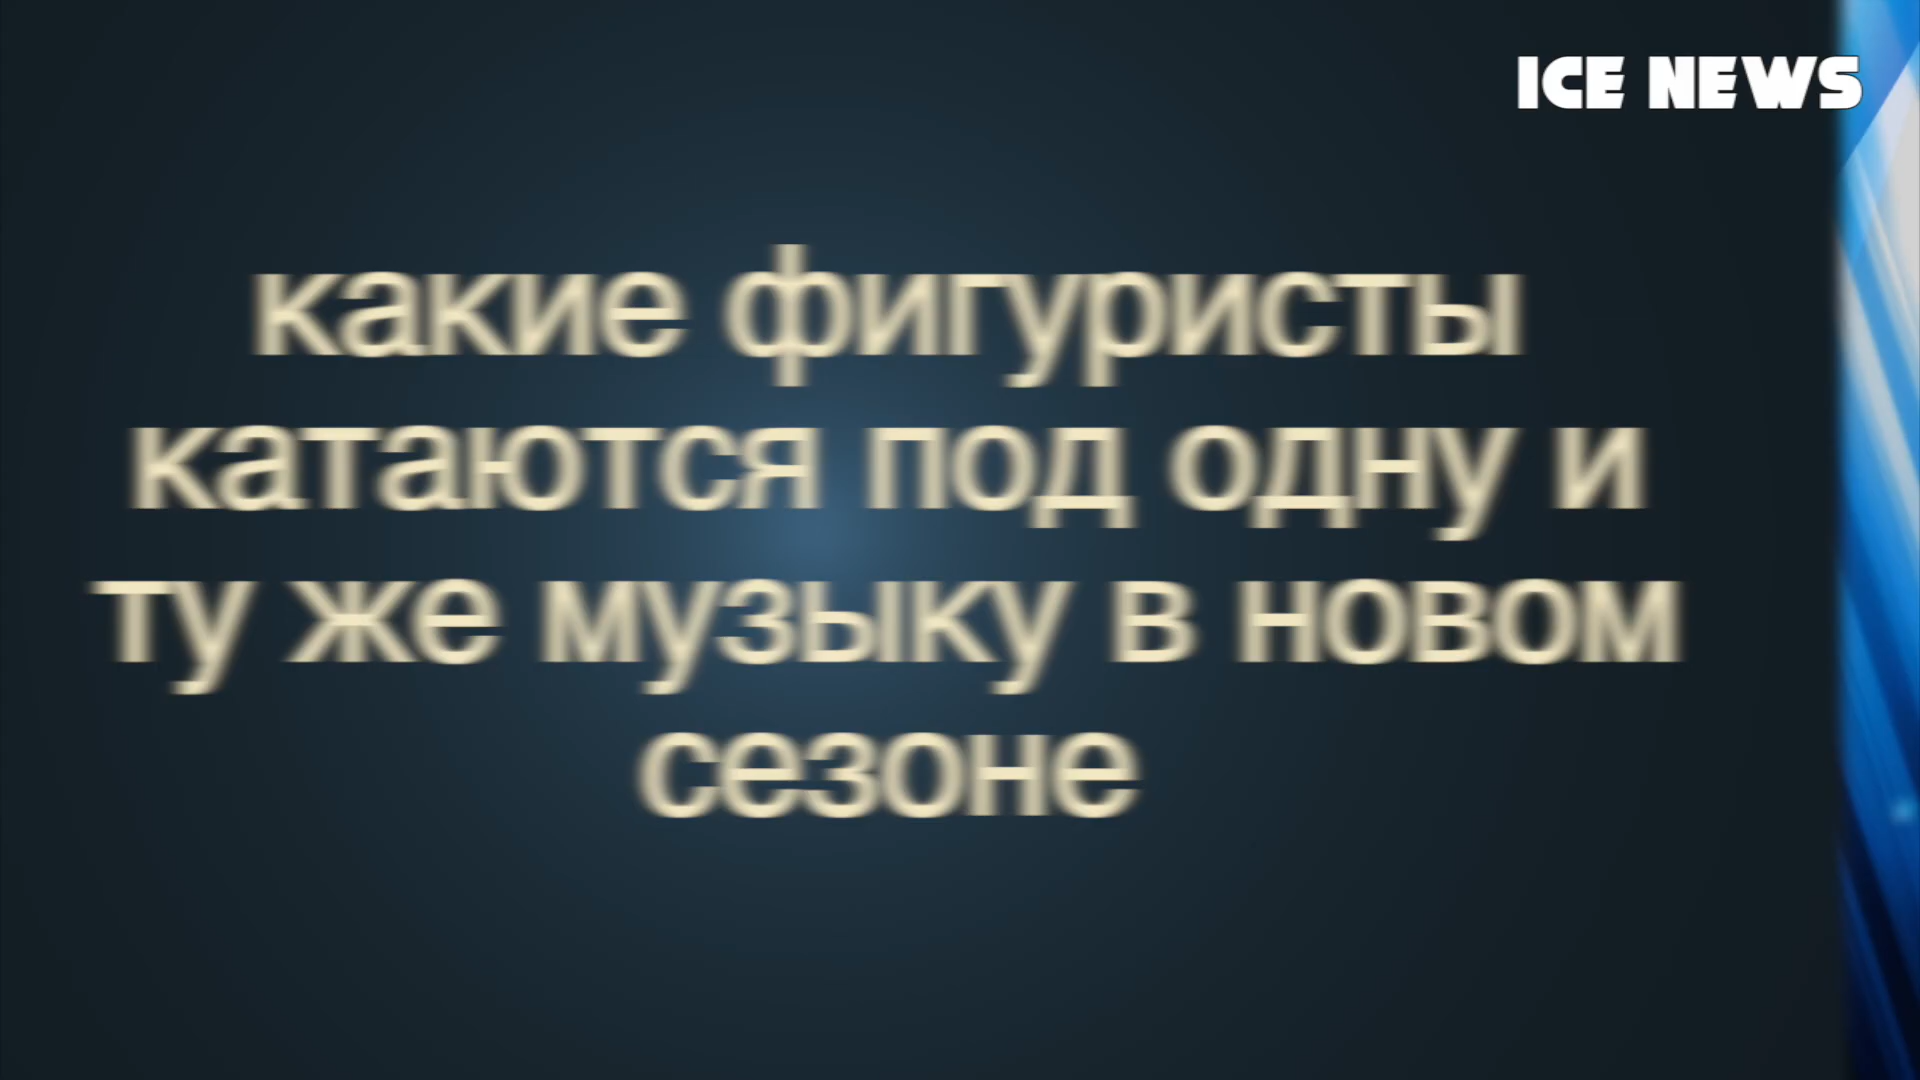 ICE NEWS
какие фигуристы
катаются под одну и
ту же музыку в новом
сезоне